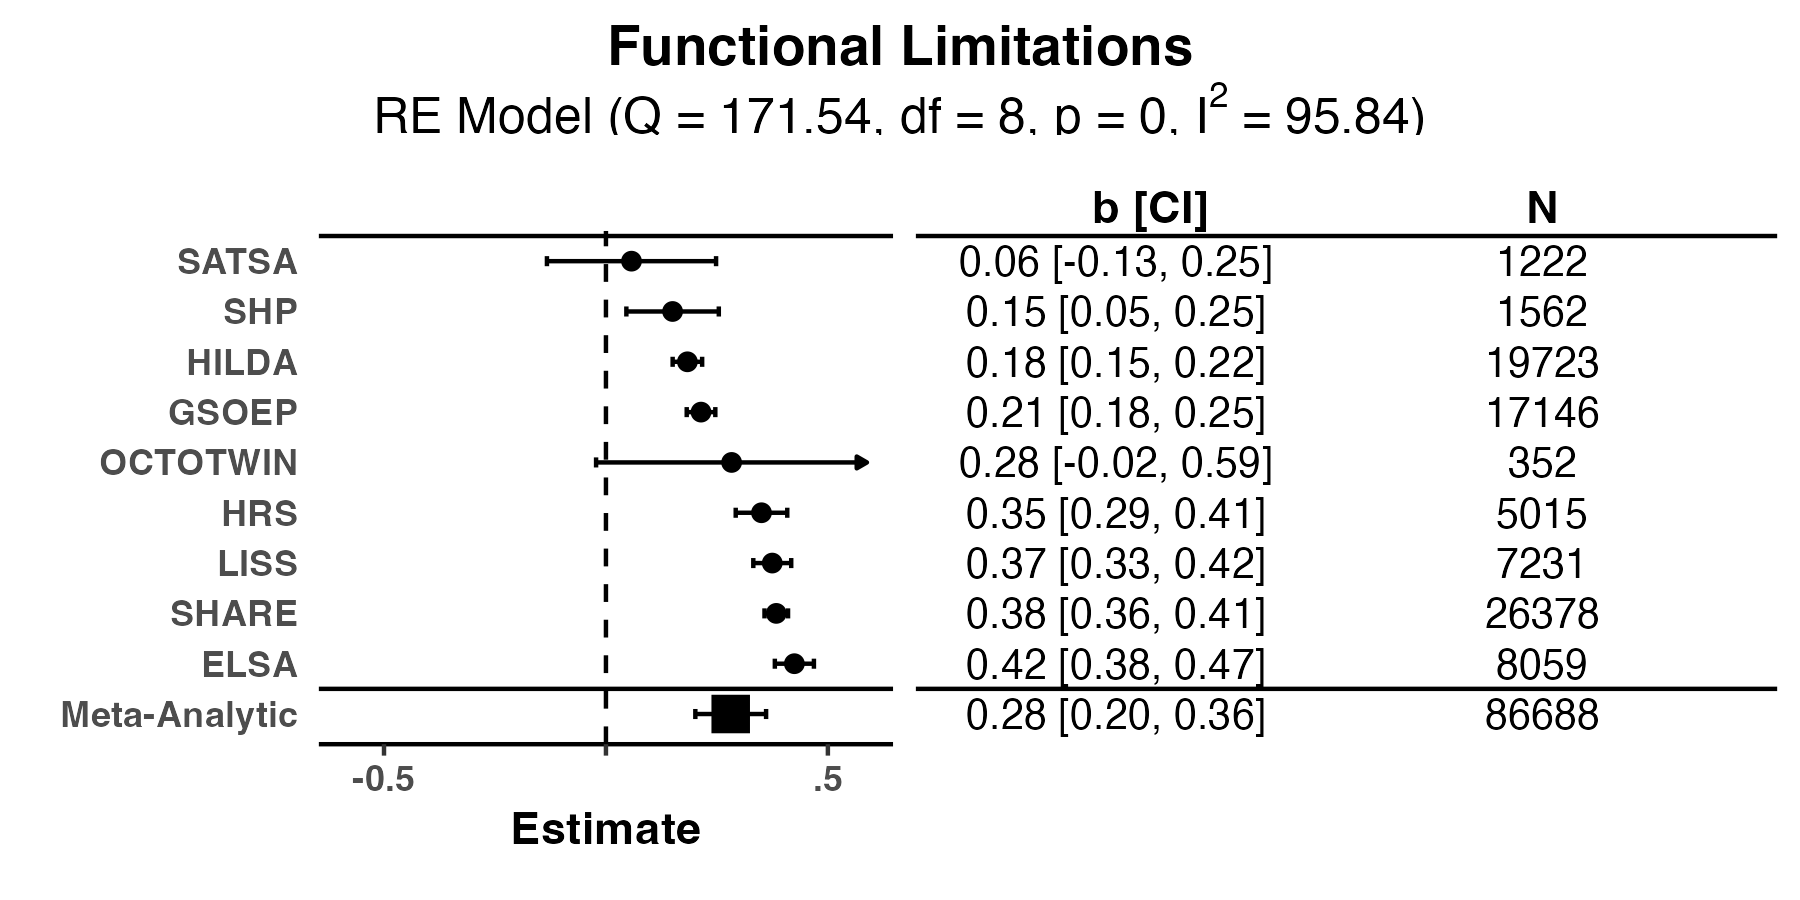 Functional Limitations
RE Model (Q = 171.54, df = 8, p = 0, I² = 95.84)
b [CI] N
SATSA 0.06 [-0.13, 0.25] 1222
SHP 0.15 [0.05, 0.25] 1562
HILDA 0.18 [0.15, 0.22] 19723
GSOEP 0.21 [0.18, 0.25] 17146
OCTOTWIN 0.28 [-0.02, 0.59] 352
HRS 0.35 [0.29, 0.41] 5015
LISS 0.37 [0.33, 0.42] 7231
SHARE 0.38 [0.36, 0.41] 26378
ELSA 0.42 [0.38, 0.47] 8059
Meta-Analytic 0.28 [0.20, 0.36] 86688
-0.5 .5
Estimate